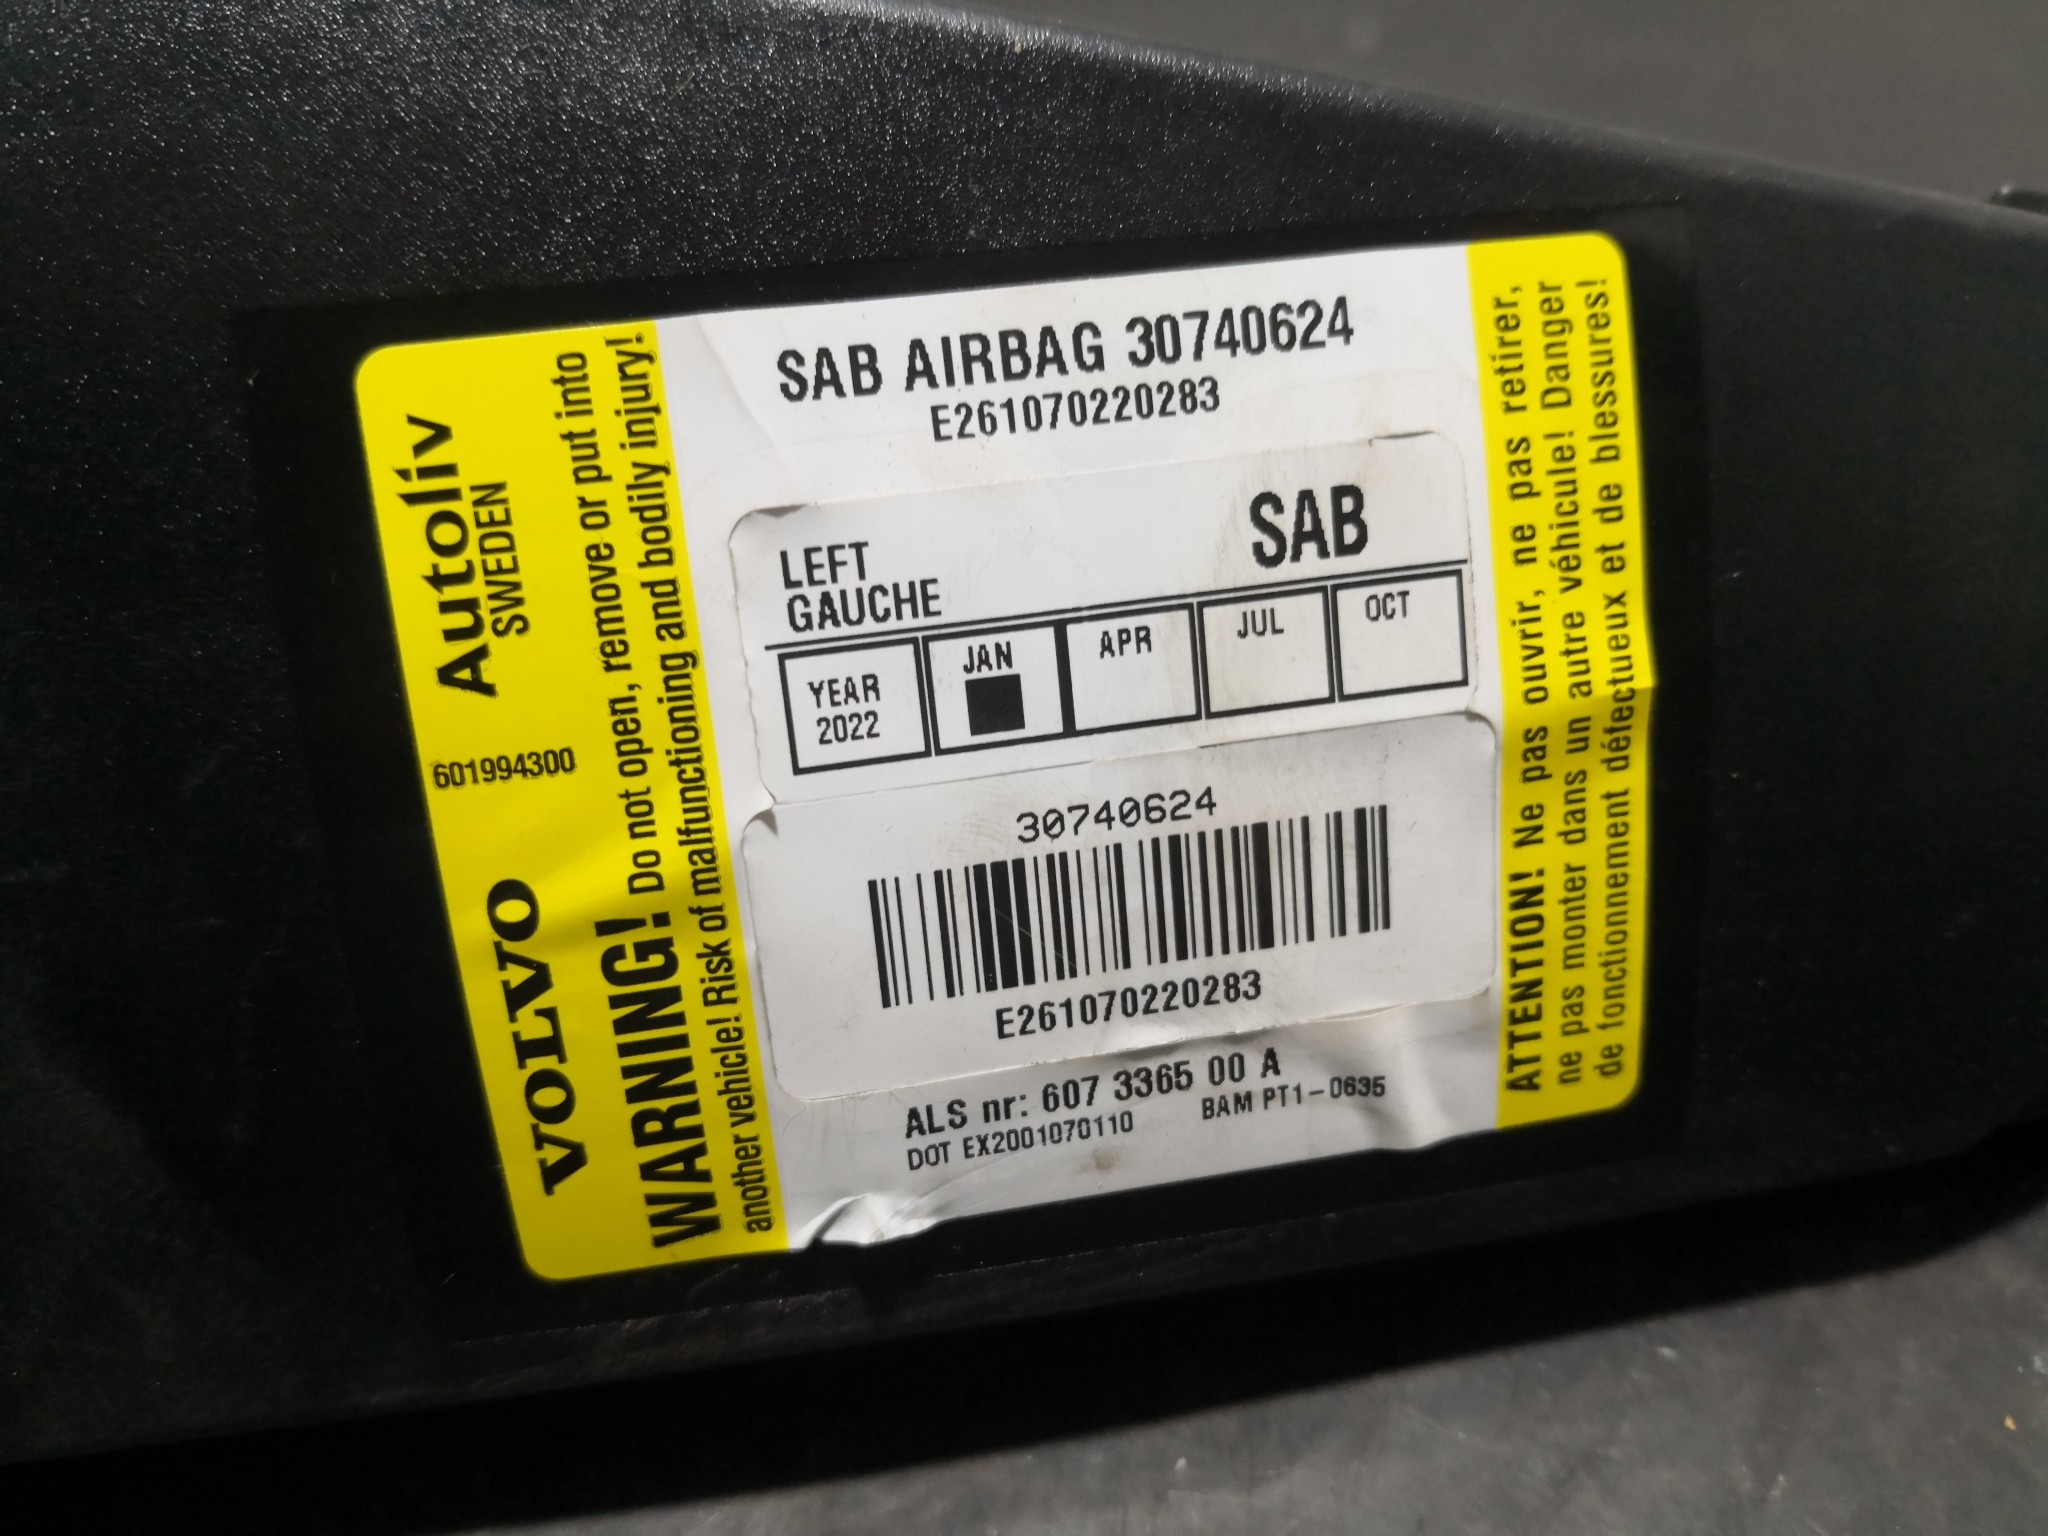 Autoliv
SWEDEN
601994300
VOLVO
WARNING! Do not open, remove or put into
another vehicle! Risk of malfunctioning and bodily injury!
SAB AIRBAG 30740624
E261070220283
LEFT
GAUCHE
SAB
YEAR
2022
JAN
APR
JUL
OCT
30740624
E261070220283
ALS nr: 607 3365 00 A
DOT EX2001070110
BAM PT1-0635
ATTENTION! Ne pas ouvrir, ne pas retirer,
ne pas monter dans un autre véhicule! Danger
de fonctionnement défectueux et de blessures!